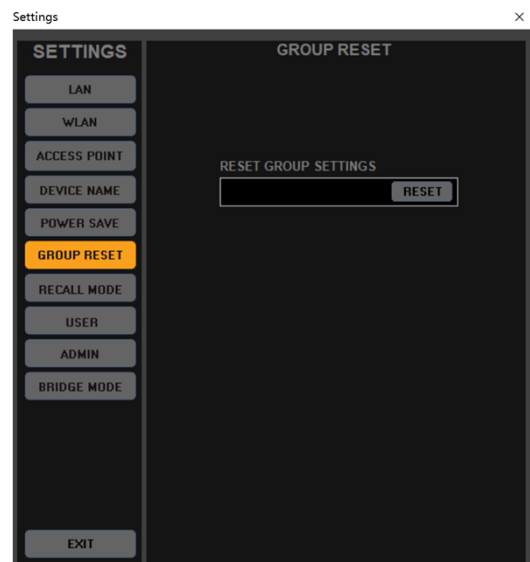 Settings
SETTINGS
LAN
WLAN
ACCESS POINT
DEVICE NAME
POWER SAVE
GROUP RESET
RECALL MODE
USER
ADMIN
BRIDGE MODE
EXIT
GROUP RESET
RESET GROUP SETTINGS
RESET